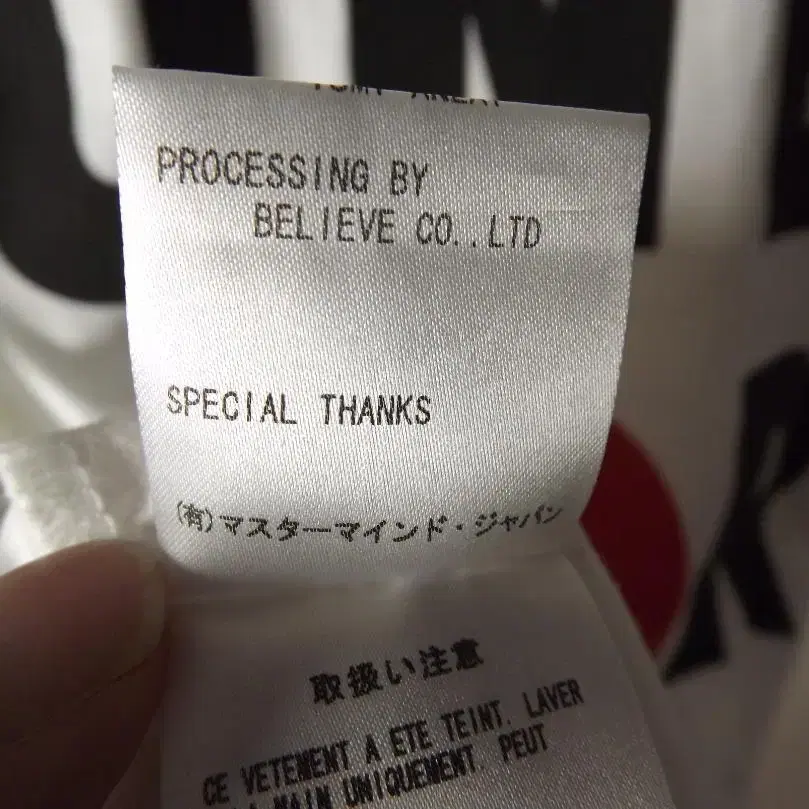 PROCESSING BY
BELIEVE CO.,LTD
SPECIAL THANKS
(有)マスターマインド・ジャパン
取扱い注意
CE VETEMENT A ETE TEINT. LAVER
MAIN UNIQUEMENT. PEUT